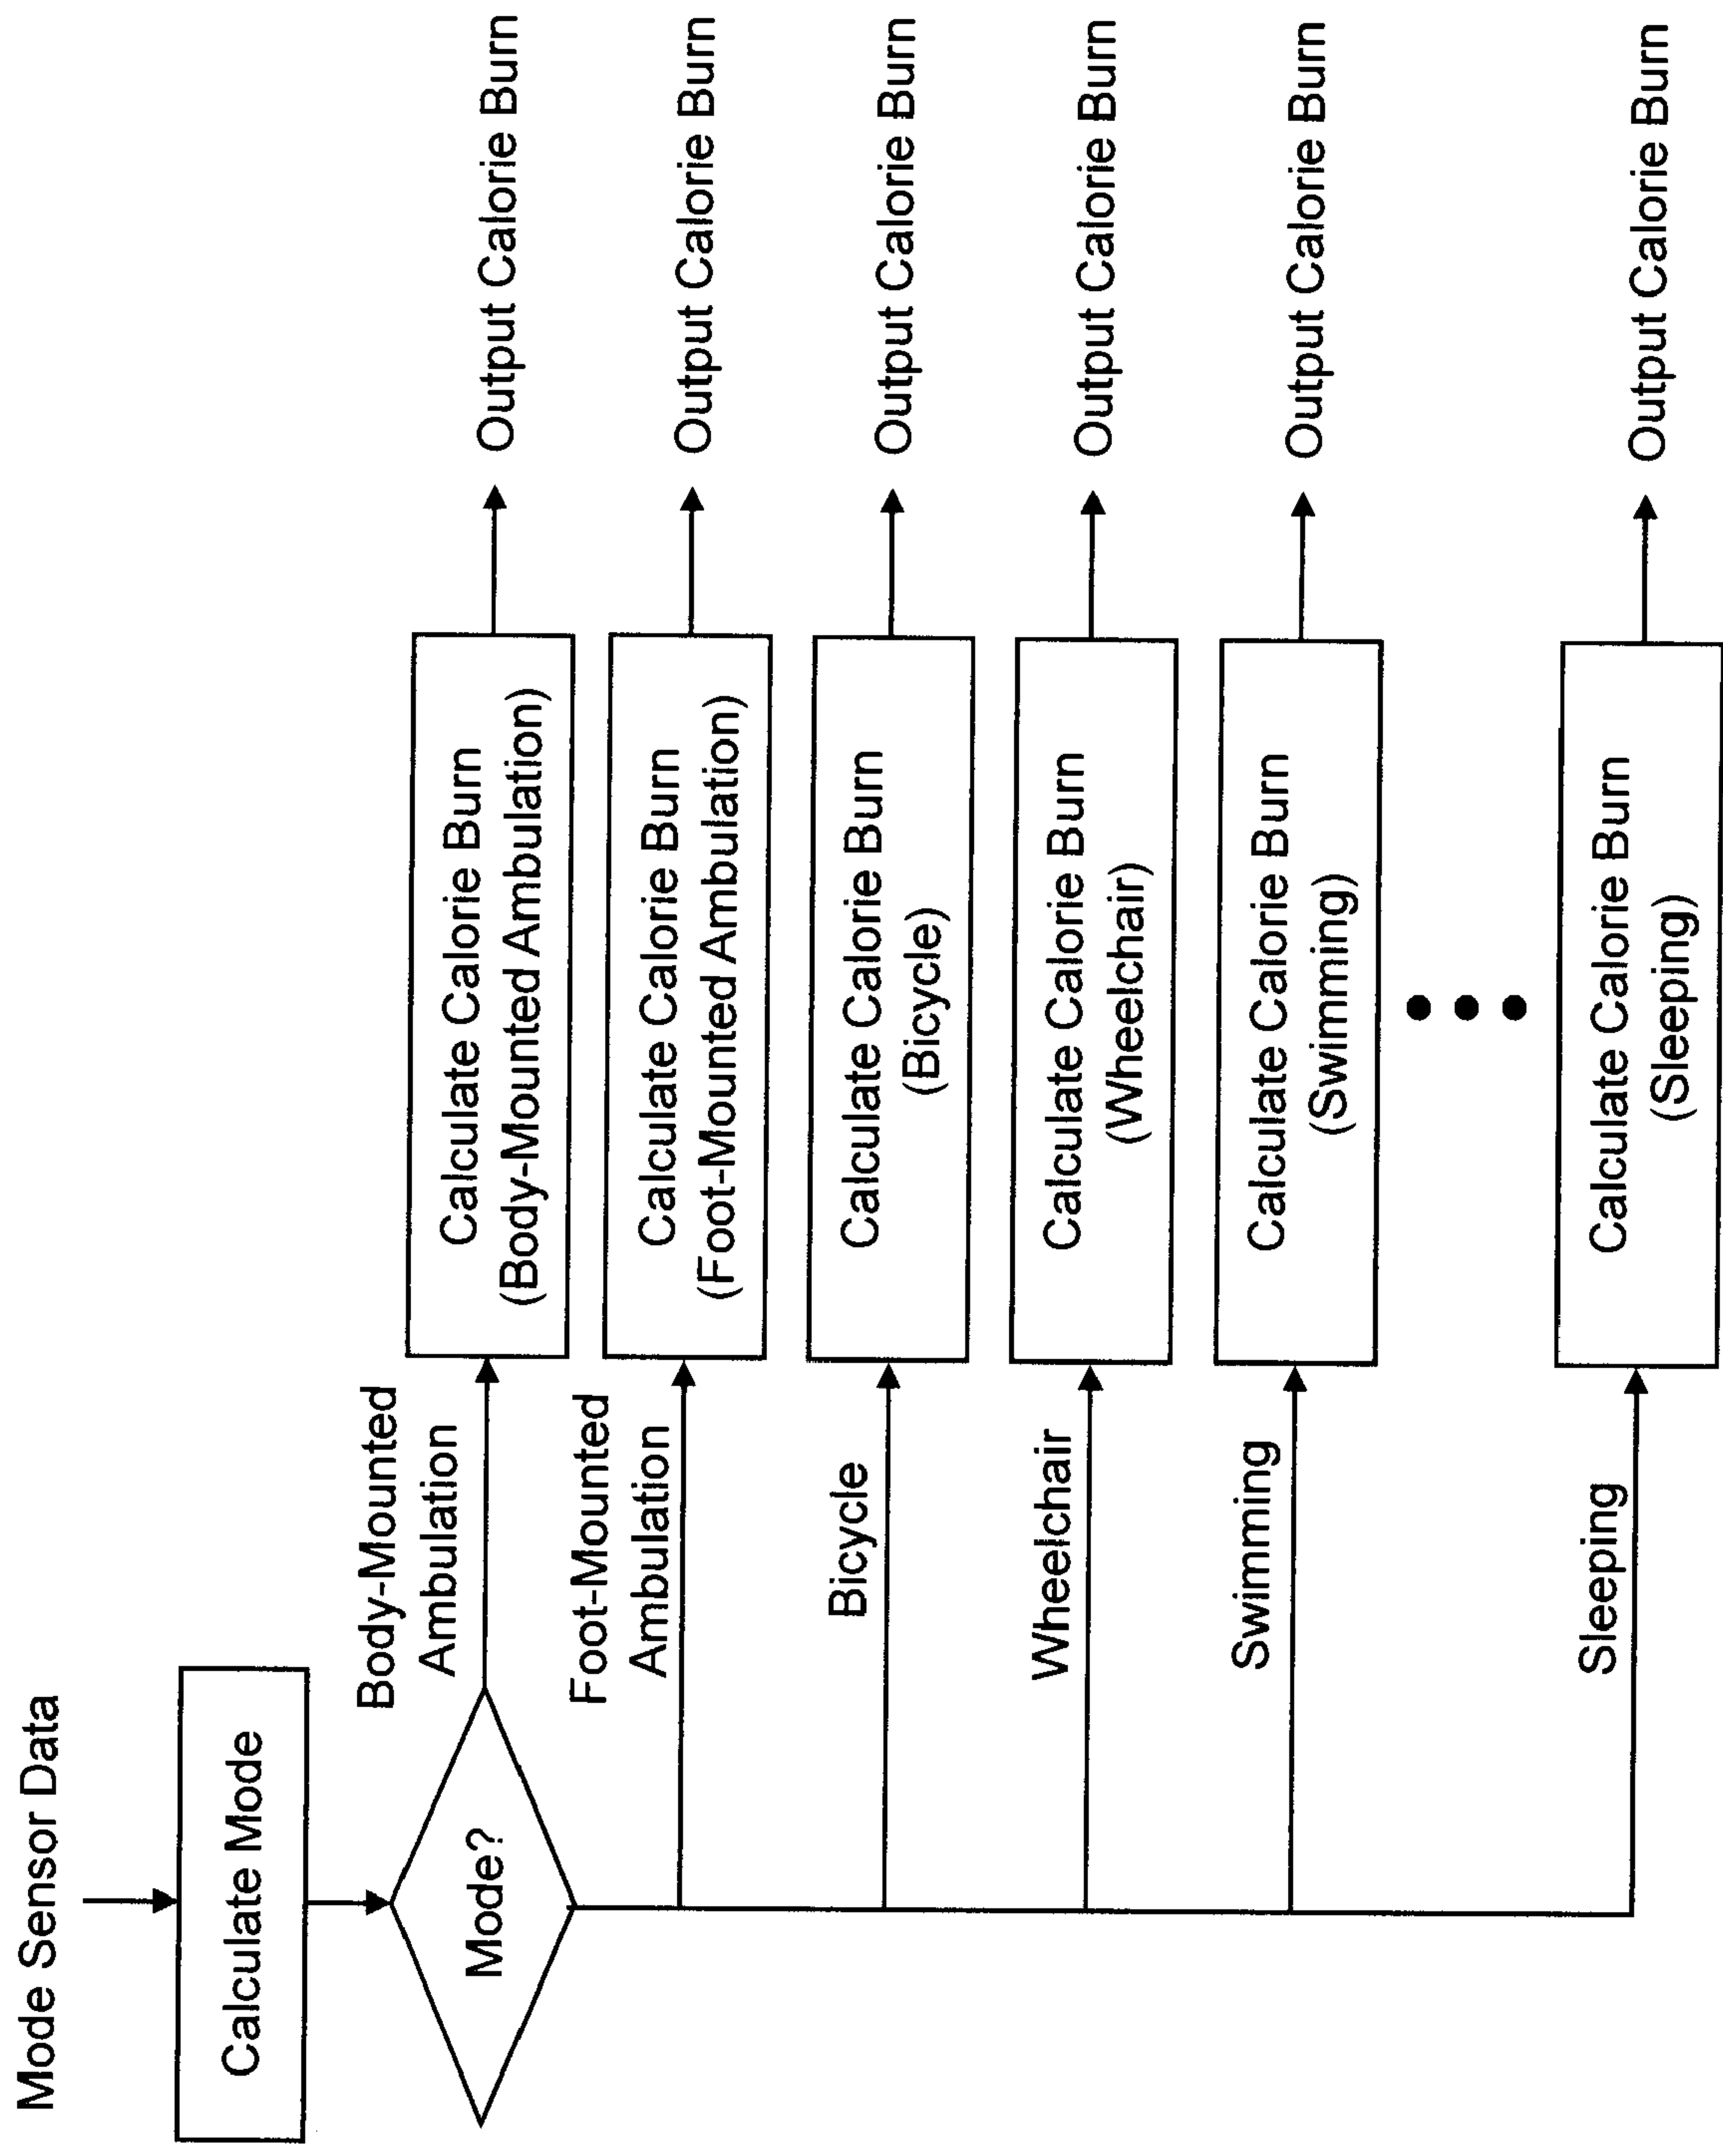 Mode Sensor Data
Calculate Mode
Mode?
Body-Mounted
Ambulation
Calculate Calorie Burn
(Body-Mounted Ambulation)
Output Calorie Burn
Foot-Mounted
Ambulation
Calculate Calorie Burn
(Foot-Mounted Ambulation)
Output Calorie Burn
Bicycle
Calculate Calorie Burn
(Bicycle)
Output Calorie Burn
Wheelchair
Calculate Calorie Burn
(Wheelchair)
Output Calorie Burn
Swimming
Calculate Calorie Burn
(Swimming)
Output Calorie Burn
Sleeping
Calculate Calorie Burn
(Sleeping)
Output Calorie Burn